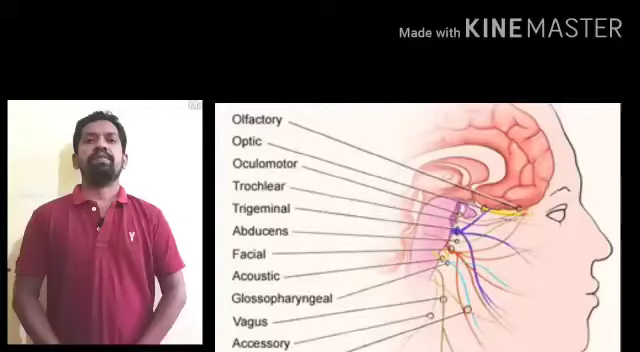 Made with KINEMASTER
Olfactory
Optic
Oculomotor
Trochlear
Trigeminal
Abducens
Facial
Acoustic
Glossopharyngeal
Vagus
Accessory